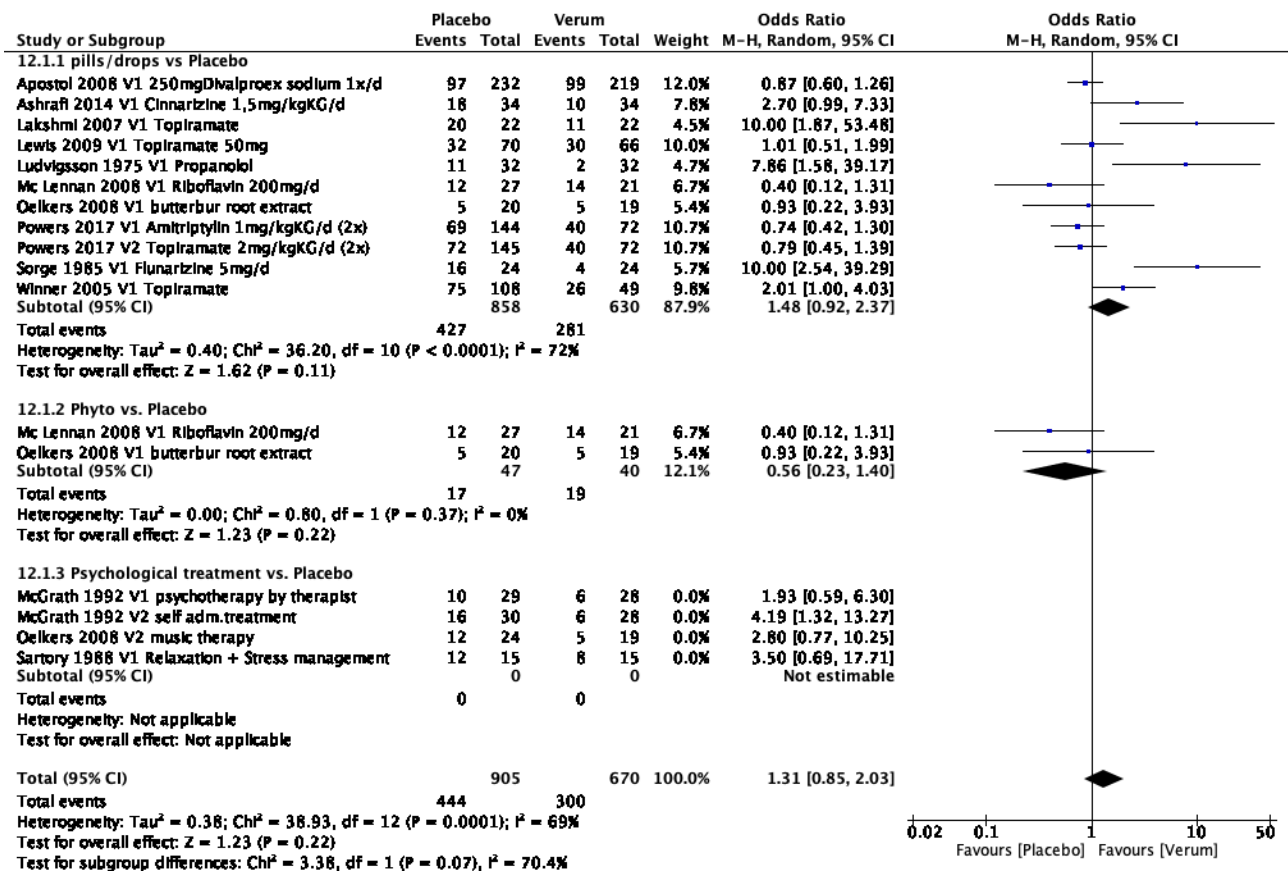 Placebo Verum Odds Ratio Odds Ratio
Study or Subgroup Events Total Events Total Weight M-H, Random, 95% CI M-H, Random, 95% CI
12.1.1 pills/drops vs Placebo
Apostol 2008 V1 250mgDivalproex sodium 1x/d 97 232 99 219 12.0% 0.87 [0.60, 1.26]
Ashrafi 2014 V1 Cinnarizine 1,5mg/kgKG/d 18 34 10 34 7.8% 2.70 [0.99, 7.33]
Lakshmi 2007 V1 Topiramate 20 22 11 22 4.5% 10.00 [1.87, 53.48]
Lewis 2009 V1 Topiramate 50mg 32 70 30 66 10.0% 1.01 [0.51, 1.99]
Ludvigsson 1975 V1 Propanolol 11 32 2 32 4.7% 7.86 [1.58, 39.17]
Mc Lennan 2008 V1 Riboflavin 200mg/d 12 27 14 21 6.7% 0.40 [0.12, 1.31]
Oelkers 2008 V1 butterbur root extract 5 20 5 19 5.4% 0.93 [0.22, 3.93]
Powers 2017 V1 Amitriptylin 1mg/kgKG/d (2x) 69 144 40 72 10.7% 0.74 [0.42, 1.30]
Powers 2017 V2 Topiramate 2mg/kgKG/d (2x) 72 145 40 72 10.7% 0.79 [0.45, 1.39]
Sorge 1985 V1 Flunarizine 5mg/d 16 24 4 24 5.7% 10.00 [2.54, 39.29]
Winner 2005 V1 Topiramate 75 108 26 49 9.8% 2.01 [1.00, 4.03]
Subtotal (95% CI) 858 630 87.9% 1.48 [0.92, 2.37]
Total events 427 281
Heterogeneity: Tau² = 0.40; Chi² = 36.20, df = 10 (P < 0.0001); I² = 72%
Test for overall effect: Z = 1.62 (P = 0.11)
12.1.2 Phyto vs. Placebo
Mc Lennan 2008 V1 Riboflavin 200mg/d 12 27 14 21 6.7% 0.40 [0.12, 1.31]
Oelkers 2008 V1 butterbur root extract 5 20 5 19 5.4% 0.93 [0.22, 3.93]
Subtotal (95% CI) 47 40 12.1% 0.56 [0.23, 1.40]
Total events 17 19
Heterogeneity: Tau² = 0.00; Chi² = 0.80, df = 1 (P = 0.37); I² = 0%
Test for overall effect: Z = 1.23 (P = 0.22)
12.1.3 Psychological treatment vs. Placebo
McGrath 1992 V1 psychotherapy by therapist 10 29 6 28 0.0% 1.93 [0.59, 6.30]
McGrath 1992 V2 self adm.treatment 16 30 6 28 0.0% 4.19 [1.32, 13.27]
Oelkers 2008 V2 music therapy 12 24 5 19 0.0% 2.80 [0.77, 10.25]
Sartory 1988 V1 Relaxation + Stress management 12 15 8 15 0.0% 3.50 [0.69, 17.71]
Subtotal (95% CI) 0 0 Not estimable
Total events 0 0
Heterogeneity: Not applicable
Test for overall effect: Not applicable
Total (95% CI) 905 670 100.0% 1.31 [0.85, 2.03]
Total events 444 300
Heterogeneity: Tau² = 0.38; Chi² = 38.93, df = 12 (P = 0.0001); I² = 69%
Test for overall effect: Z = 1.23 (P = 0.22)
Test for subgroup differences: Chi² = 3.38, df = 1 (P = 0.07), I² = 70.4%
0.02 0.1 1 10 50
Favours [Placebo] Favours [Verum]